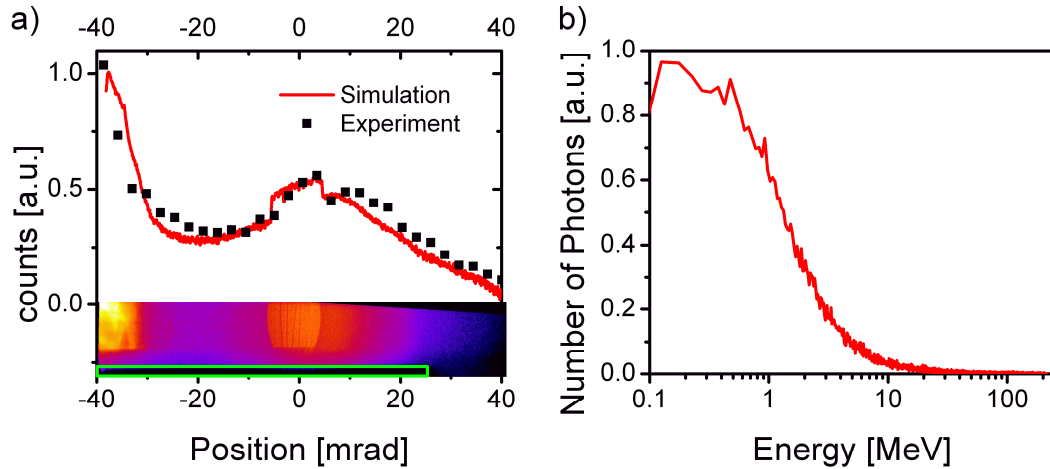 a)
-40 -20 0 20 40
1.0
0.5
0.0
counts [a.u.]
Simulation
Experiment
-40 -20 0 20 40
Position [mrad]
b)
1.0
0.8
0.6
0.4
0.2
0.0
Number of Photons [a.u.]
0.1 1 10 100
Energy [MeV]